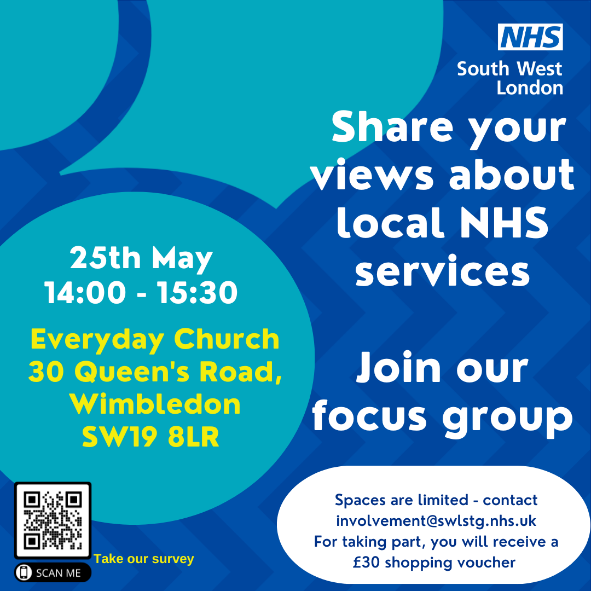 NHS
South West
London
Share your
views about
local NHS
services
25th May
14:00 - 15:30
Everyday Church
30 Queen's Road,
Wimbledon
SW19 8LR
Join our
focus group
Spaces are limited - contact
involvement@swlstg.nhs.uk
For taking part, you will receive a
£30 shopping voucher
Take our survey
SCAN ME